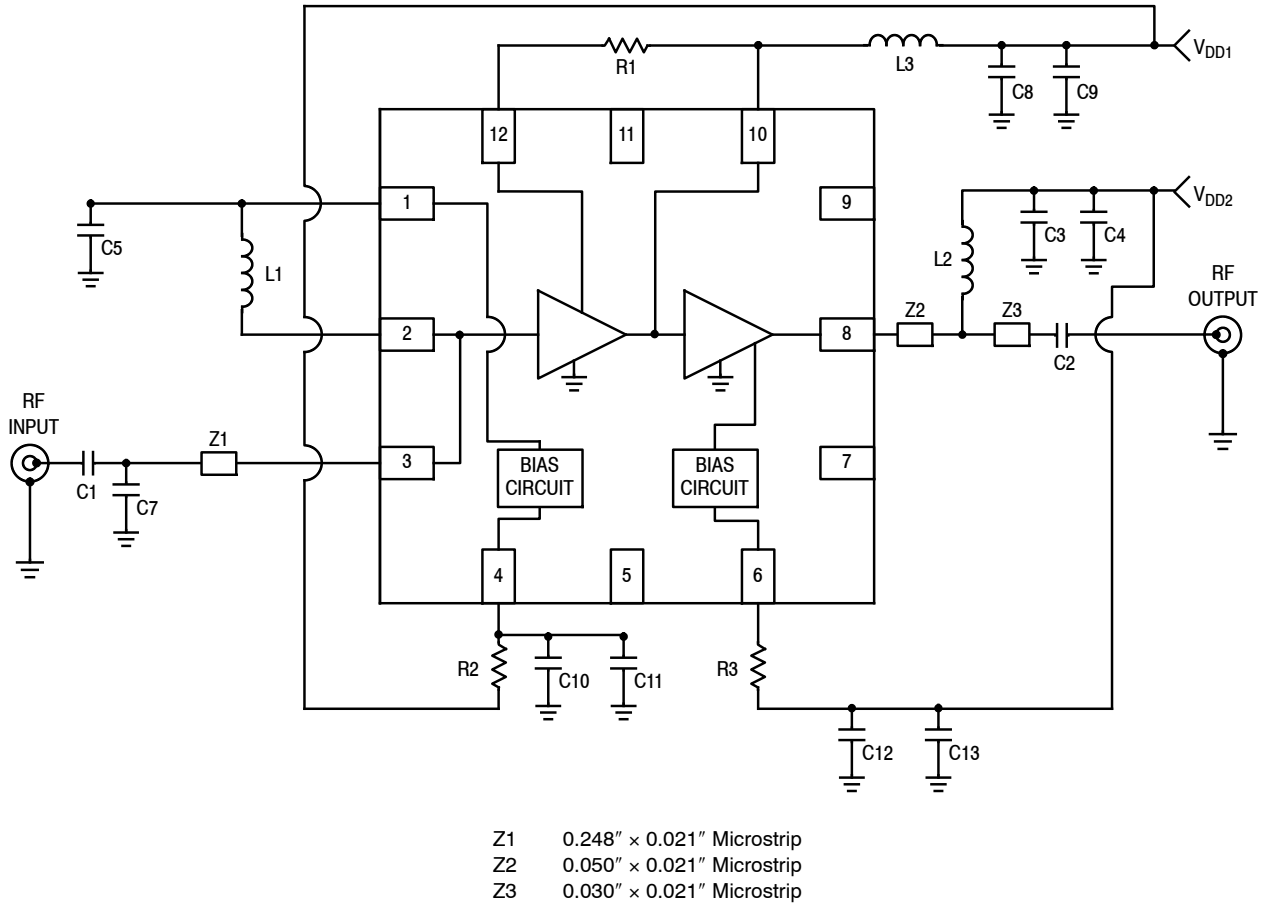 R1
L3
V DD1
C8
C9
12
11
10
1
9
V DD2
C5
L1
C3
C4
L2
RF
OUTPUT
2
8
Z2
Z3
C2
RF
INPUT
Z1
3
BIAS
CIRCUIT
BIAS
CIRCUIT
7
C1
C7
4
5
6
R2
C10
C11
R3
C12
C13
Z1 0.248″ × 0.021″ Microstrip
Z2 0.050″ × 0.021″ Microstrip
Z3 0.030″ × 0.021″ Microstrip